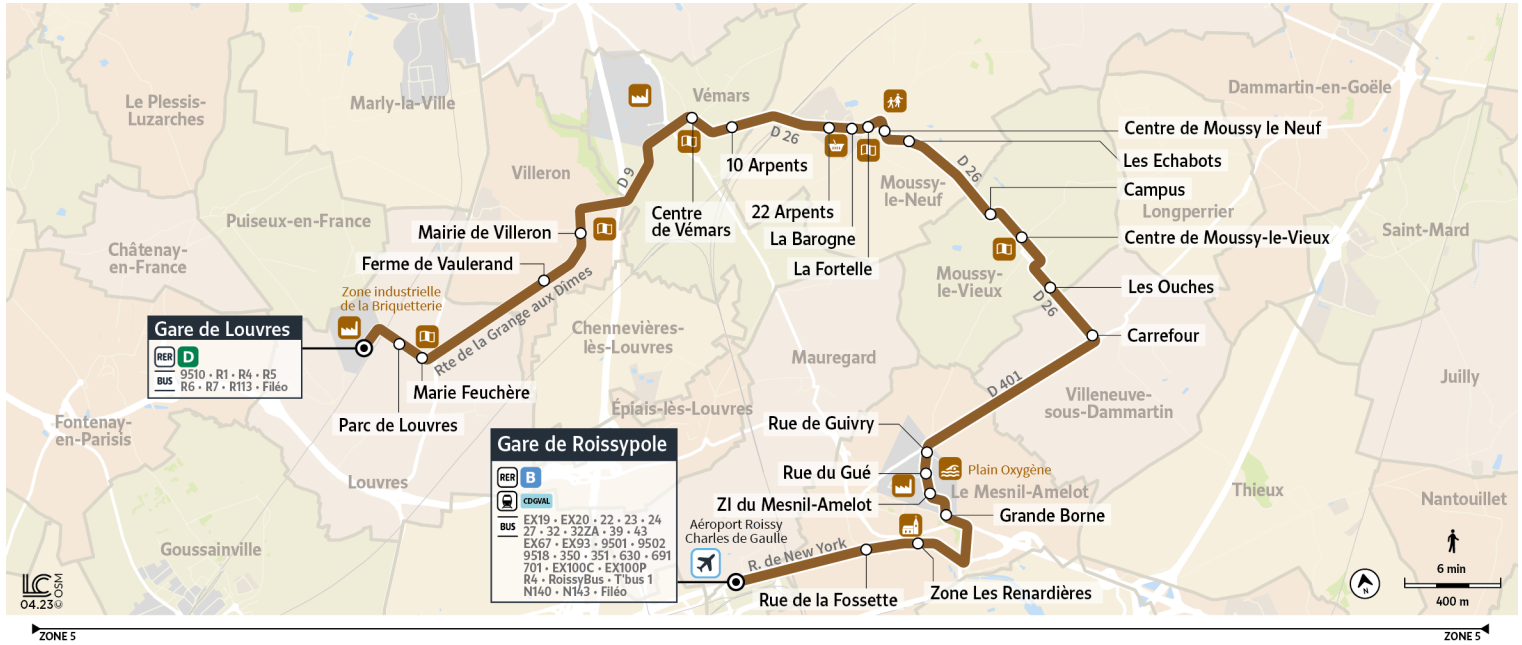 Le Plessis-
Luzarches
Marly-la-Ville
Vémars
Dammartin-en-Goële
Villeron
D 9
D 26
10 Arpents
Centre de Moussy le Neuf
Les Echabots
D 26
Campus
Moussy-
le-Neuf
Longperrier
Puiseux-en-France
Châtenay-
en-France
Mairie de Villeron
Centre
de Vémars
22 Arpents
La Barogne
La Fortelle
Centre de Moussy-le-Vieux
Saint-Mard
Ferme de Vaulerand
Moussy-
le-Vieux
Les Ouches
D 26
Zone industrielle
de la Briquetterie
Rte de la Grange aux Dîmes
Gare de Louvres
RER D
BUS
9510 • R1 • R4 • R5
R6 • R7 • R113 • Filéo
Chennevières-
lès-Louvres
Mauregard
Carrefour
Marie Feuchère
Parc de Louvres
D 401
Juilly
Villeneuve-
sous-Dammartin
Épiais-lès-Louvres
Fontenay-
en-Parisis
Rue de Guivry
Gare de Roissypole
RER B
CDGVAL
BUS
EX19 • EX20 • 22 • 23 • 24
27 • 32 • 32ZA • 39 • 43
EX67 • EX93 • 9501 • 9502
9518 • 350 • 351 • 630 • 691
701 • EX100C • EX100P
R4 • RoissyBus • T'bus 1
N140 • N143 • Filéo
Rue du Gué
Plain Oxygène
Louvres
ZI du Mesnil-Amelot
Le Mesnil-Amelot
Thieux
Nantouillet
Grande Borne
Aéroport Roissy
Charles de Gaulle
R. de New York
Goussainville
Rue de la Fossette
Zone Les Renardières
6 min
400 m
N
LC
OSM
04.23©
ZONE 5
ZONE 5